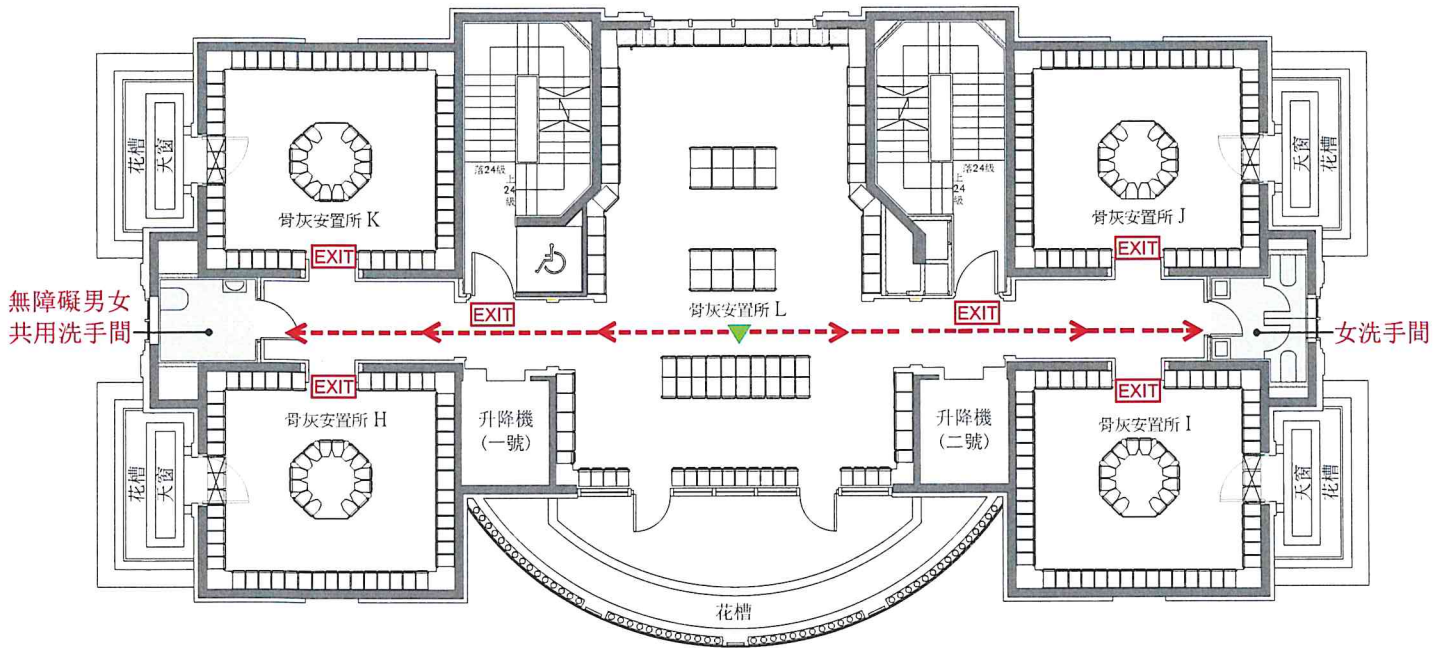 花槽
天窗
骨灰安置所 K
EXIT
落24級
上
24
級
骨灰安置所 L
落24級
上
24
級
骨灰安置所 J
EXIT
天窗
花槽
無障礙男女
共用洗手間
EXIT
EXIT
女洗手間
EXIT
骨灰安置所 H
花槽
天窗
升降機
(一號)
升降機
(二號)
EXIT
骨灰安置所 I
天窗
花槽
花槽